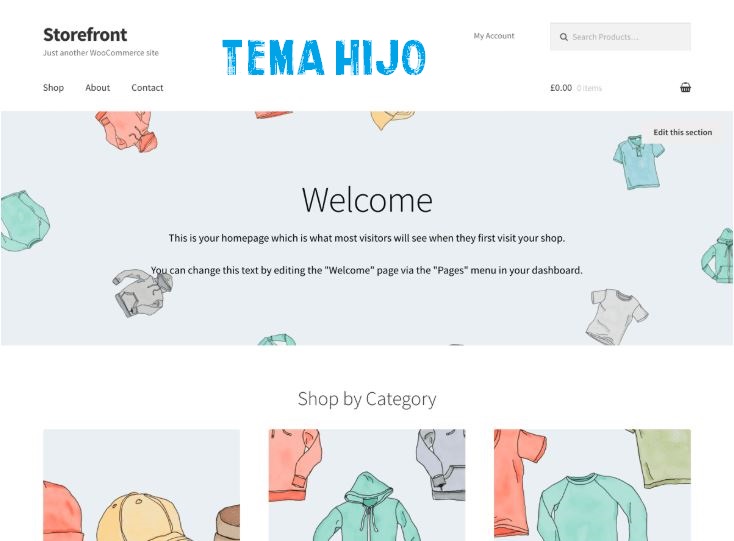 Storefront
Just another WooCommerce site
TEMA HIJO
My Account
Search Products...
Shop About Contact
£0.00 0 items
Edit this section
Welcome
This is your homepage which is what most visitors will see when they first visit your shop.
You can change this text by editing the "Welcome" page via the "Pages" menu in your dashboard.
Shop by Category